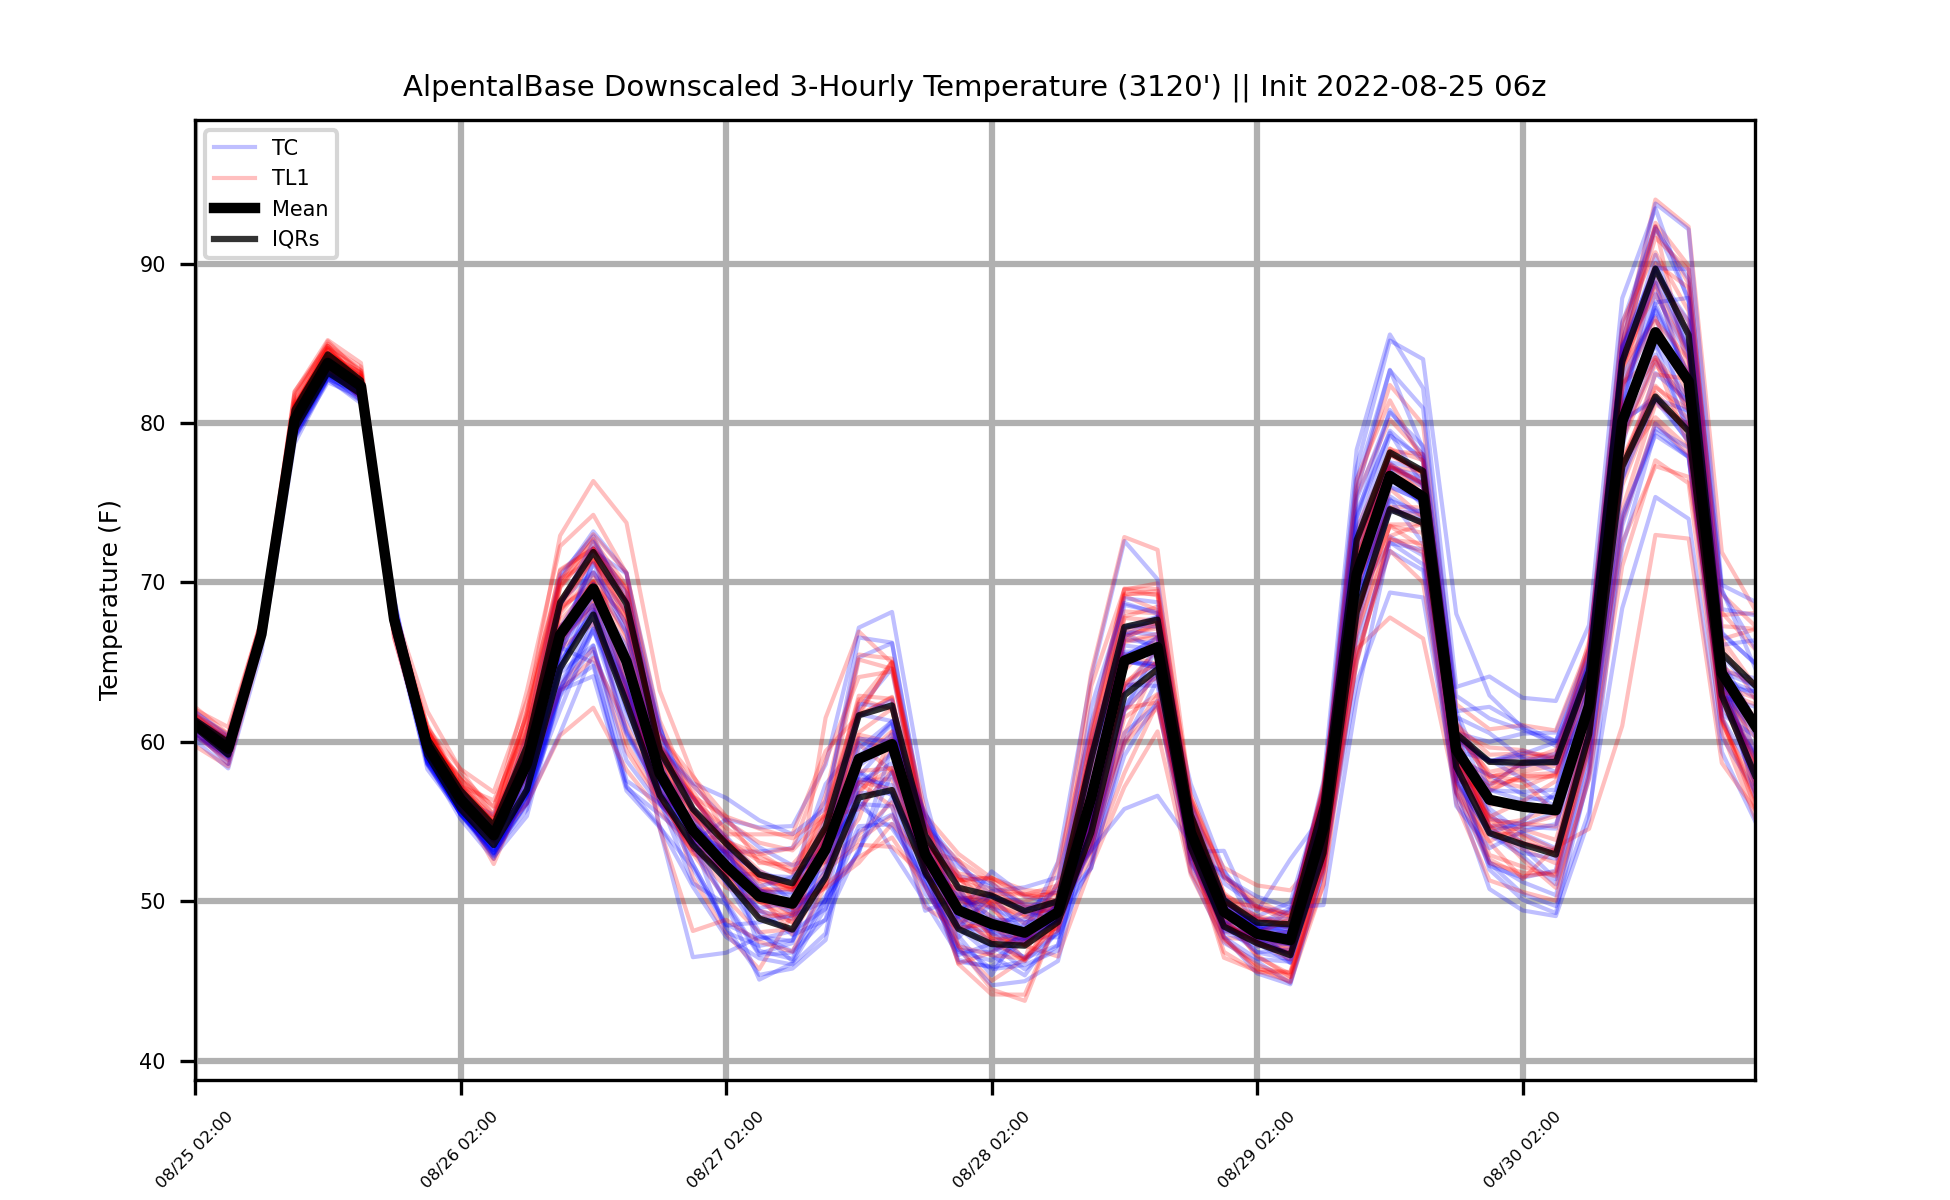 AlpentalBase Downscaled 3-Hourly Temperature (3120') || Init 2022-08-25 06z
TC
TL1
Mean
IQRs
Temperature (F)
90
80
70
60
50
40
08/25 02:00
08/26 02:00
08/27 02:00
08/28 02:00
08/29 02:00
08/30 02:00